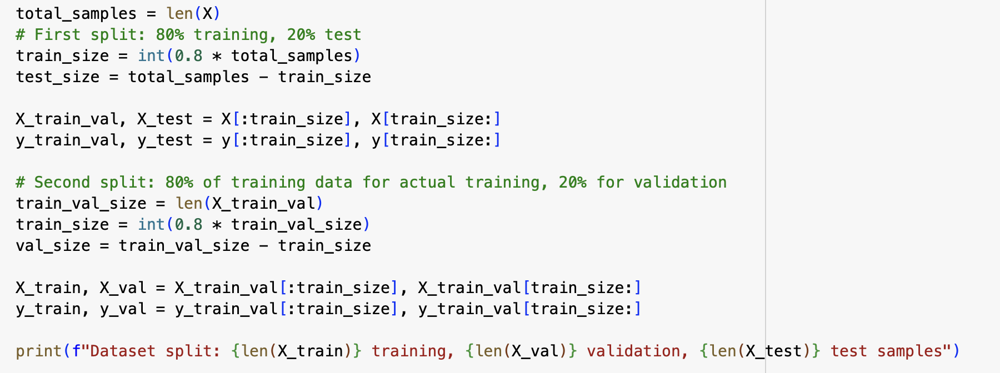 total_samples = len(X)
# First split: 80% training, 20% test
train_size = int(0.8 * total_samples)
test_size = total_samples - train_size
X_train_val, X_test = X[:train_size], X[train_size:]
y_train_val, y_test = y[:train_size], y[train_size:]
# Second split: 80% of training data for actual training, 20% for validation
train_val_size = len(X_train_val)
train_size = int(0.8 * train_val_size)
val_size = train_val_size - train_size
X_train, X_val = X_train_val[:train_size], X_train_val[train_size:]
y_train, y_val = y_train_val[:train_size], y_train_val[train_size:]
print(f"Dataset split: {len(X_train)} training, {len(X_val)} validation, {len(X_test)} test samples")